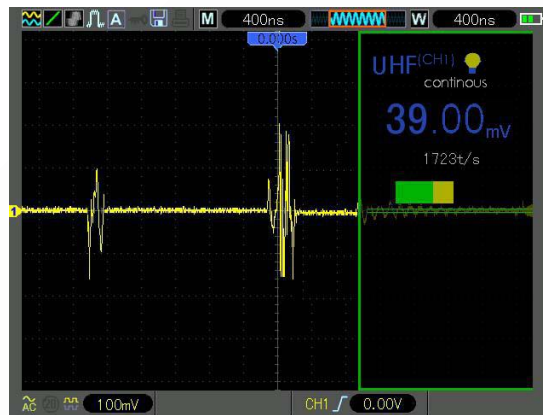 A M 400ns W 400ns
0.000s
UHF(CH1)
continous
39.00mV
1723t/s
1
AC 100mV CH1 0.00V